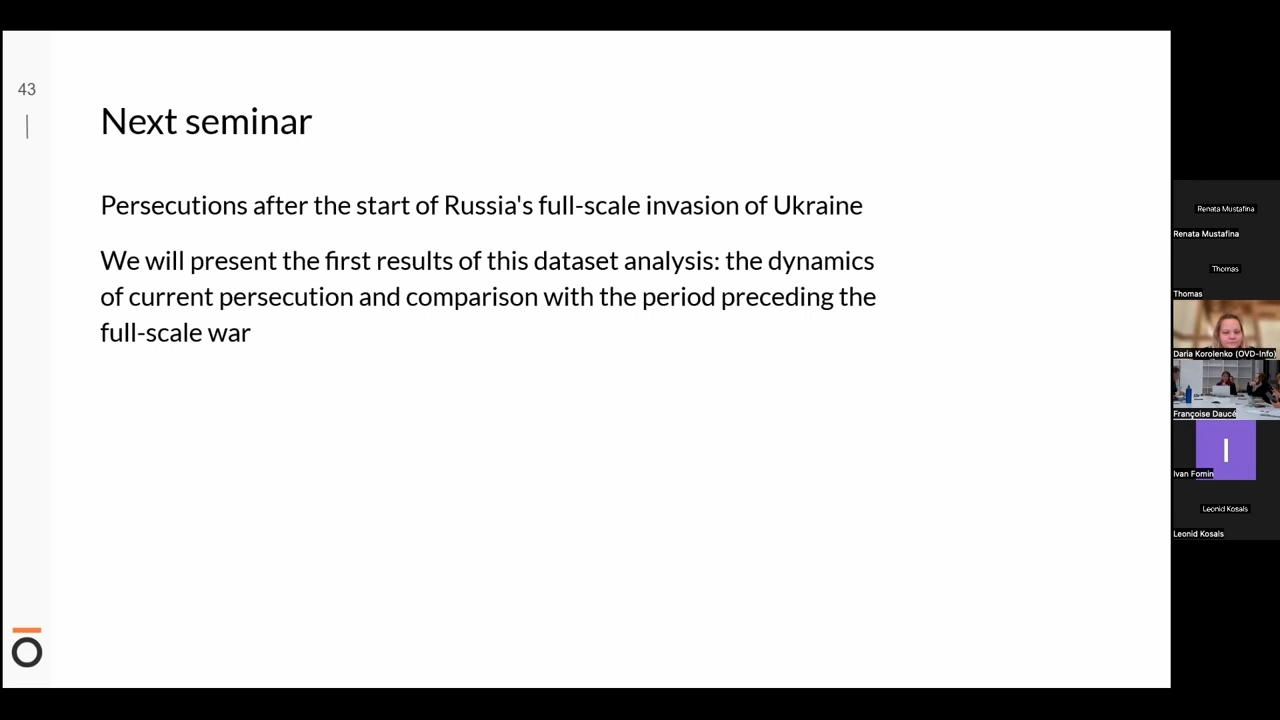 43
Next seminar
Persecutions after the start of Russia's full-scale invasion of Ukraine
We will present the first results of this dataset analysis: the dynamics
of current persecution and comparison with the period preceding the
full-scale war
Renata Mustafina
Renata Mustafina
Thomas
Thomas
Daria Korolenko (OVD-Info)
Françoise Daucé
I
Ivan Fomin
Leonid Kosals
Leonid Kosals